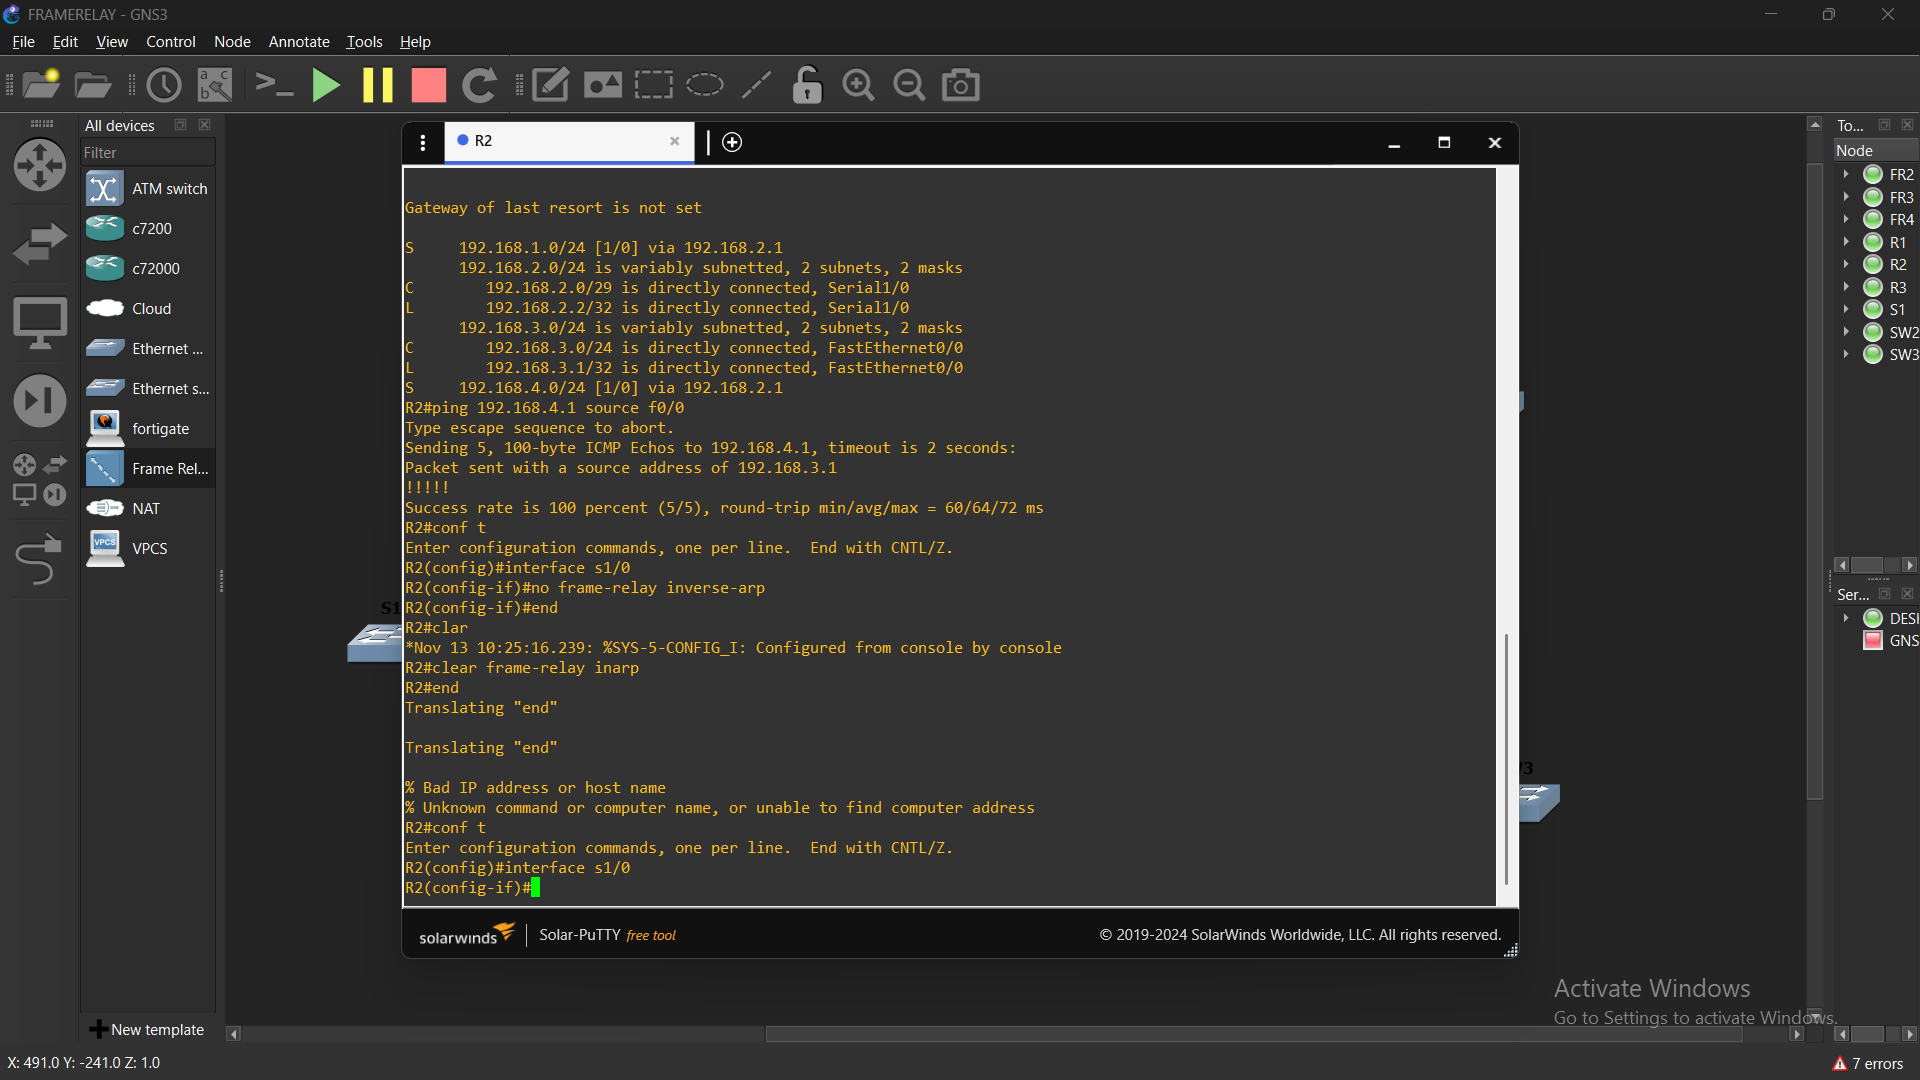 FRAMERELAY - GNS3
File Edit View Control Node Annotate Tools Help
All devices
Filter
ATM switch
c7200
c72000
Cloud
Ethernet ...
Ethernet s...
fortigate
Frame Rel...
NAT
VPCS
New template
R2
Gateway of last resort is not set
S 192.168.1.0/24 [1/0] via 192.168.2.1
192.168.2.0/24 is variably subnetted, 2 subnets, 2 masks
C 192.168.2.0/29 is directly connected, Serial1/0
L 192.168.2.2/32 is directly connected, Serial1/0
192.168.3.0/24 is variably subnetted, 2 subnets, 2 masks
C 192.168.3.0/24 is directly connected, FastEthernet0/0
L 192.168.3.1/32 is directly connected, FastEthernet0/0
S 192.168.4.0/24 [1/0] via 192.168.2.1
R2#ping 192.168.4.1 source f0/0
Type escape sequence to abort.
Sending 5, 100-byte ICMP Echos to 192.168.4.1, timeout is 2 seconds:
Packet sent with a source address of 192.168.3.1
!!!!!
Success rate is 100 percent (5/5), round-trip min/avg/max = 60/64/72 ms
R2#conf t
Enter configuration commands, one per line. End with CNTL/Z.
R2(config)#interface s1/0
R2(config-if)#no frame-relay inverse-arp
R2(config-if)#end
R2#clar
*Nov 13 10:25:16.239: %SYS-5-CONFIG_I: Configured from console by console
R2#clear frame-relay inarp
R2#end
Translating "end"
Translating "end"
% Bad IP address or host name
% Unknown command or computer name, or unable to find computer address
R2#conf t
Enter configuration commands, one per line. End with CNTL/Z.
R2(config)#interface s1/0
R2(config-if)#
solarwinds Solar-PuTTY free tool © 2019-2024 SolarWinds Worldwide, LLC. All rights reserved.
S1
/3
To...
Node
FR2
FR3
FR4
R1
R2
R3
S1
SW2
SW3
Ser...
DESI
GNS
Activate Windows
Go to Settings to activate Windows.
X: 491.0 Y: -241.0 Z: 1.0
7 errors